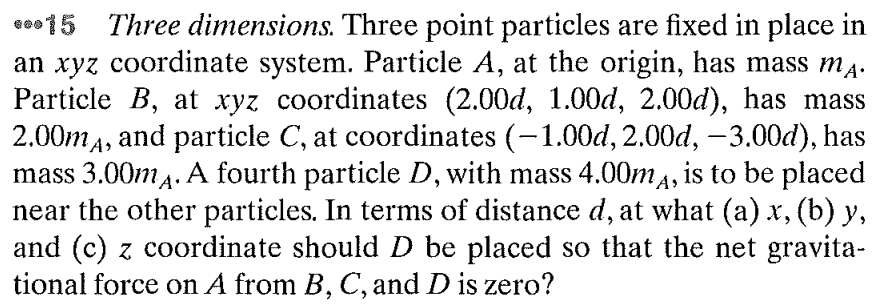 •••15 Three dimensions. Three point particles are fixed in place in
an xyz coordinate system. Particle A, at the origin, has mass m_A.
Particle B, at xyz coordinates (2.00d, 1.00d, 2.00d), has mass
2.00m_A, and particle C, at coordinates (−1.00d, 2.00d, −3.00d), has
mass 3.00m_A. A fourth particle D, with mass 4.00m_A, is to be placed
near the other particles. In terms of distance d, at what (a) x, (b) y,
and (c) z coordinate should D be placed so that the net gravita-
tional force on A from B, C, and D is zero?